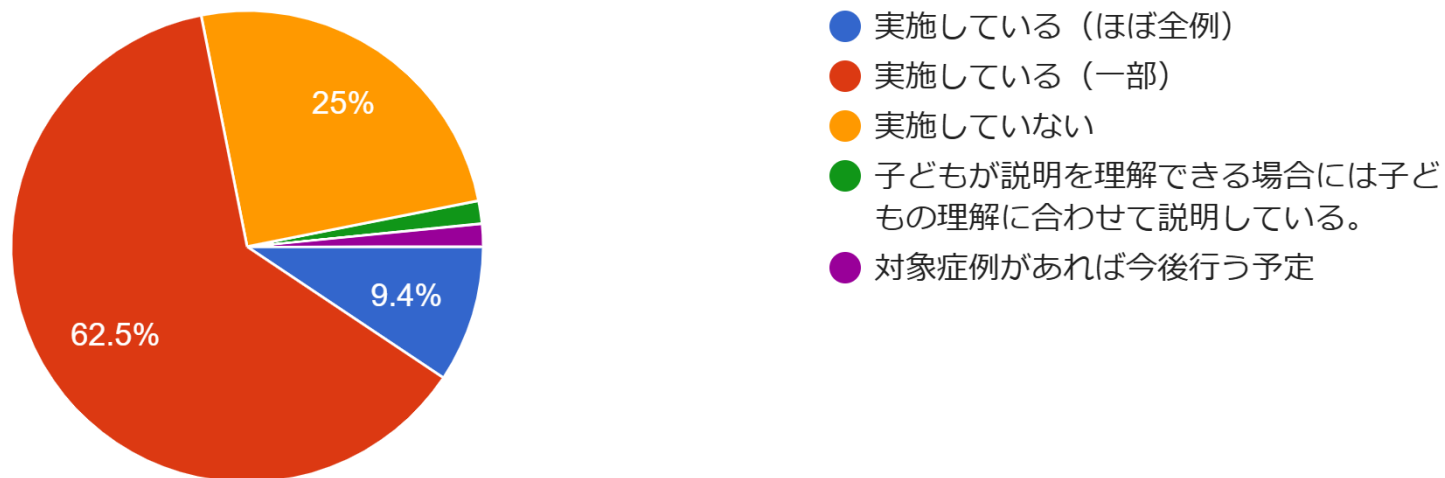 25%
9.4%
62.5%
実施している（ほぼ全例）
実施している（一部）
実施していない
子どもが説明を理解できる場合には子ど
もの理解に合わせて説明している。
対象症例があれば今後行う予定